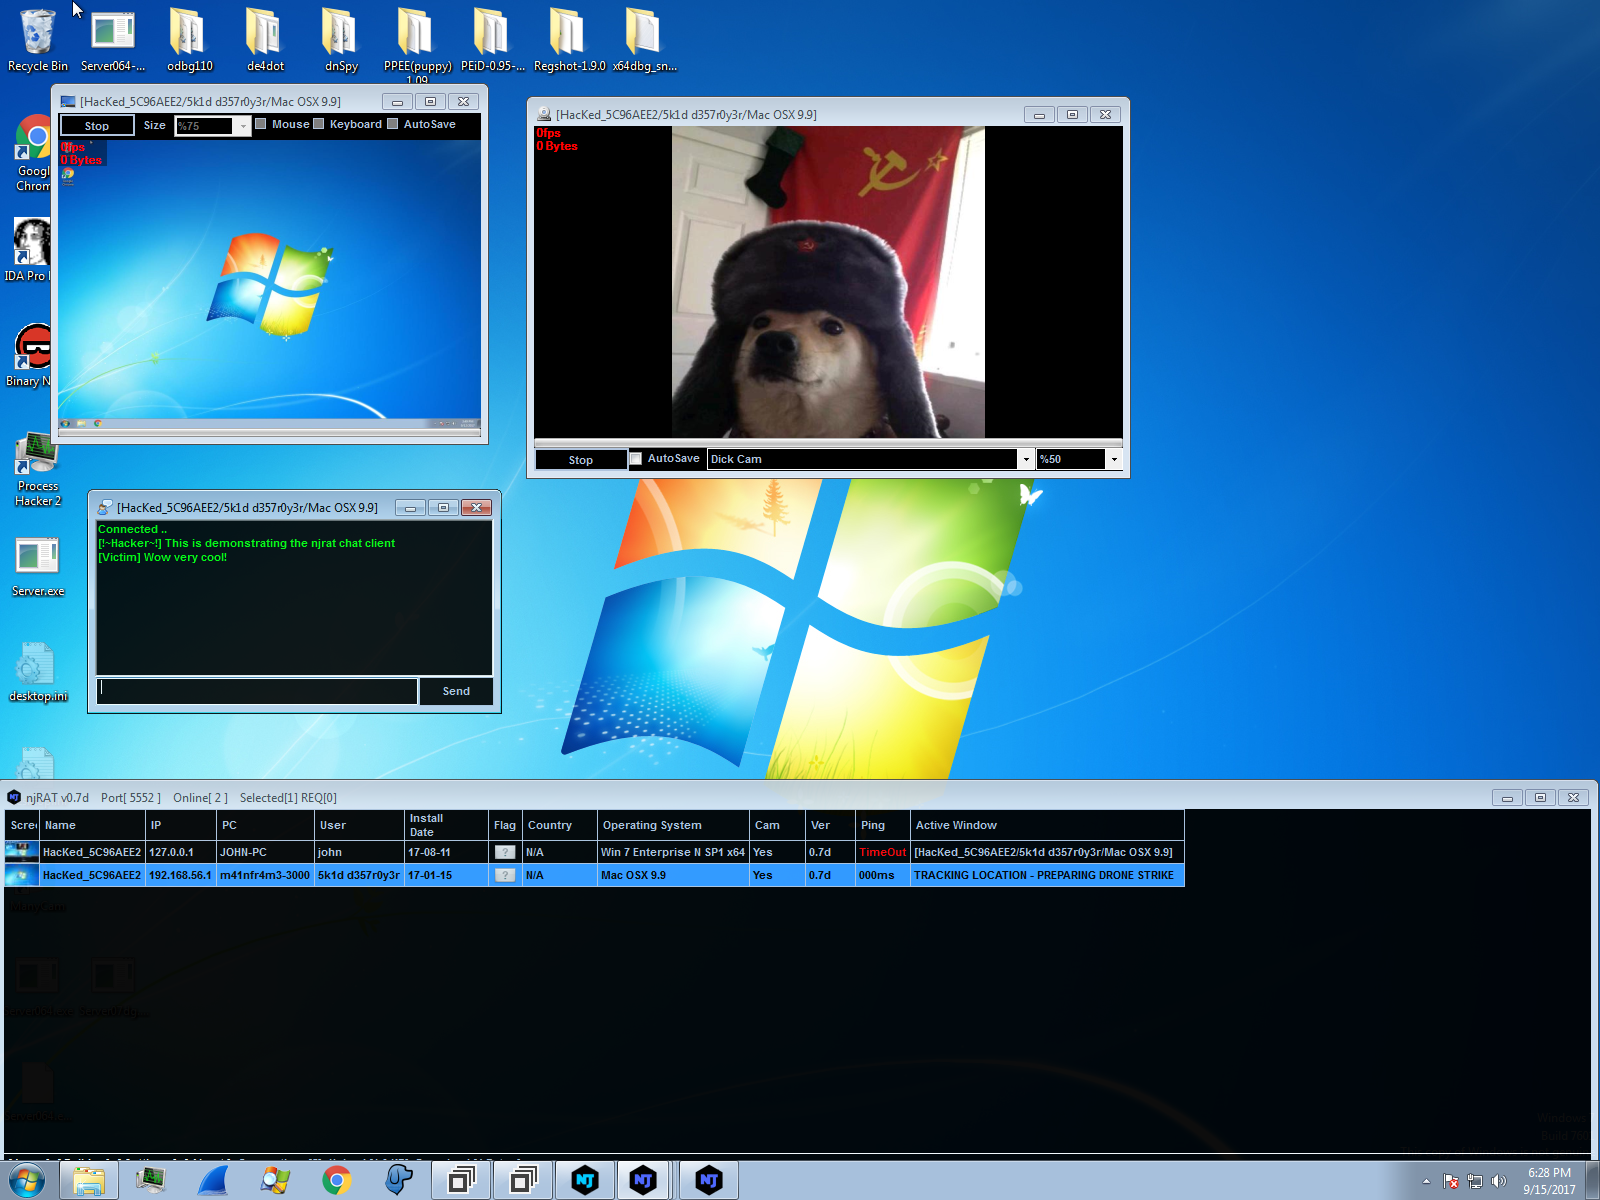 Recycle Bin
Server064-...
odbg110
de4dot
dnSpy
PPEE(puppy)
1.09
PEiD-0.95-...
Regshot-1.9.0
x64dbg_sn...
Googl
Chrom
IDA Pro
Binary N
Process
Hacker 2
Server.exe
desktop.ini
[HacKed_5C96AEE2/5k1d d357r0y3r/Mac OSX 9.9]
Stop
Size
%75
Mouse
Keyboard
AutoSave
0fps
0 Bytes
[HacKed_5C96AEE2/5k1d d357r0y3r/Mac OSX 9.9]
0fps
0 Bytes
Stop
AutoSave
Dick Cam
%50
[HacKed_5C96AEE2/5k1d d357r0y3r/Mac OSX 9.9]
Connected ..
[!~Hacker~!] This is demonstrating the njrat chat client
[Victim] Wow very cool!
Send
njRAT v0.7d Port[ 5552 ] Online[ 2 ] Selected[1] REQ[0]
Scre Name IP PC User Install Date Flag Country Operating System Cam Ver Ping Active Window
HacKed_5C96AEE2 127.0.0.1 JOHN-PC john 17-08-11 ? N/A Win 7 Enterprise N SP1 x64 Yes 0.7d TimeOut [HacKed_5C96AEE2/5k1d d357r0y3r/Mac OSX 9.9]
HacKed_5C96AEE2 192.168.56.1 m41nfr4m3-3000 5k1d d357r0y3r 17-01-15 ? N/A Mac OSX 9.9 Yes 0.7d 000ms TRACKING LOCATION - PREPARING DRONE STRIKE
NJ
NJ
NJ
6:28 PM
9/15/2017